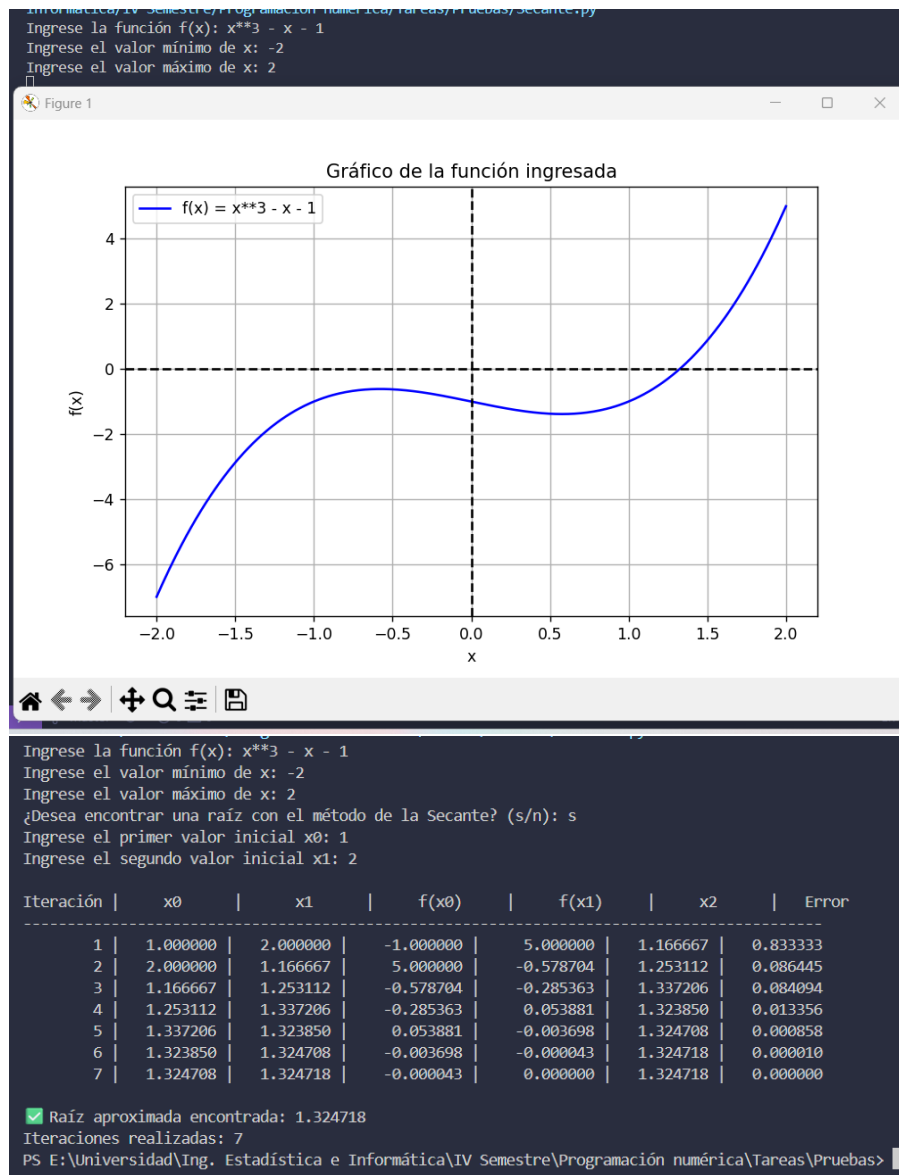 Informática/IV Semestre/Programación numérica/Tareas/Pruebas/Secante.py
Ingrese la función f(x): x**3 - x - 1
Ingrese el valor mínimo de x: -2
Ingrese el valor máximo de x: 2
Figure 1
Gráfico de la función ingresada
f(x) = x**3 - x - 1
4
2
0
−2
−4
−6
f(x)
−2.0 −1.5 −1.0 −0.5 0.0 0.5 1.0 1.5 2.0
x
Ingrese la función f(x): x**3 - x - 1
Ingrese el valor mínimo de x: -2
Ingrese el valor máximo de x: 2
¿Desea encontrar una raíz con el método de la Secante? (s/n): s
Ingrese el primer valor inicial x0: 1
Ingrese el segundo valor inicial x1: 2
Iteración | x0 | x1 | f(x0) | f(x1) | x2 | Error
--------------------------------------------------------------------------------------------
1 | 1.000000 | 2.000000 | -1.000000 | 5.000000 | 1.166667 | 0.833333
2 | 2.000000 | 1.166667 | 5.000000 | -0.578704 | 1.253112 | 0.086445
3 | 1.166667 | 1.253112 | -0.578704 | -0.285363 | 1.337206 | 0.084094
4 | 1.253112 | 1.337206 | -0.285363 | 0.053881 | 1.323850 | 0.013356
5 | 1.337206 | 1.323850 | 0.053881 | -0.003698 | 1.324708 | 0.000858
6 | 1.323850 | 1.324708 | -0.003698 | -0.000043 | 1.324718 | 0.000010
7 | 1.324708 | 1.324718 | -0.000043 | 0.000000 | 1.324718 | 0.000000
✅ Raíz aproximada encontrada: 1.324718
Iteraciones realizadas: 7
PS E:\Universidad\Ing. Estadística e Informática\IV Semestre\Programación numérica\Tareas\Pruebas>